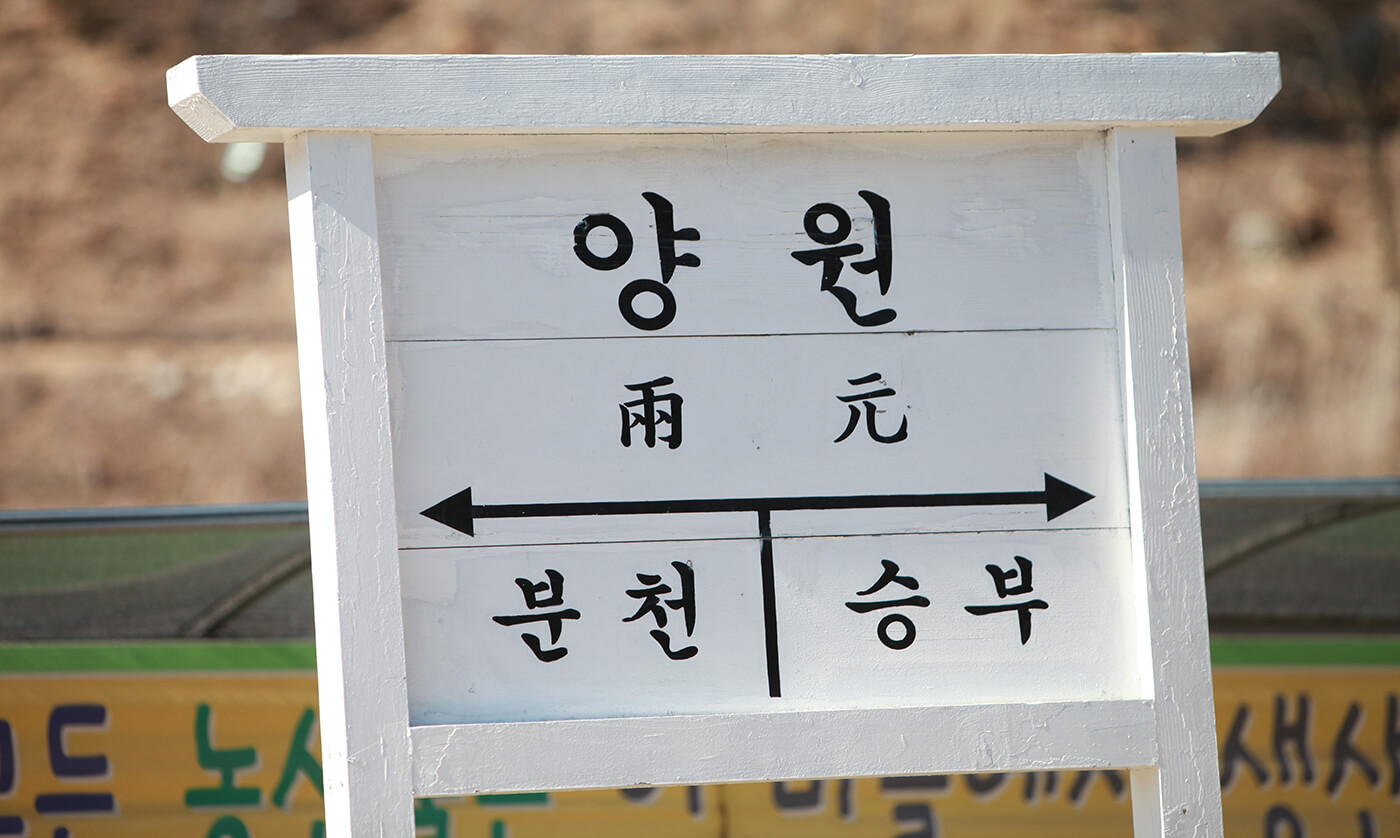 양 원
兩 元
분천 승부